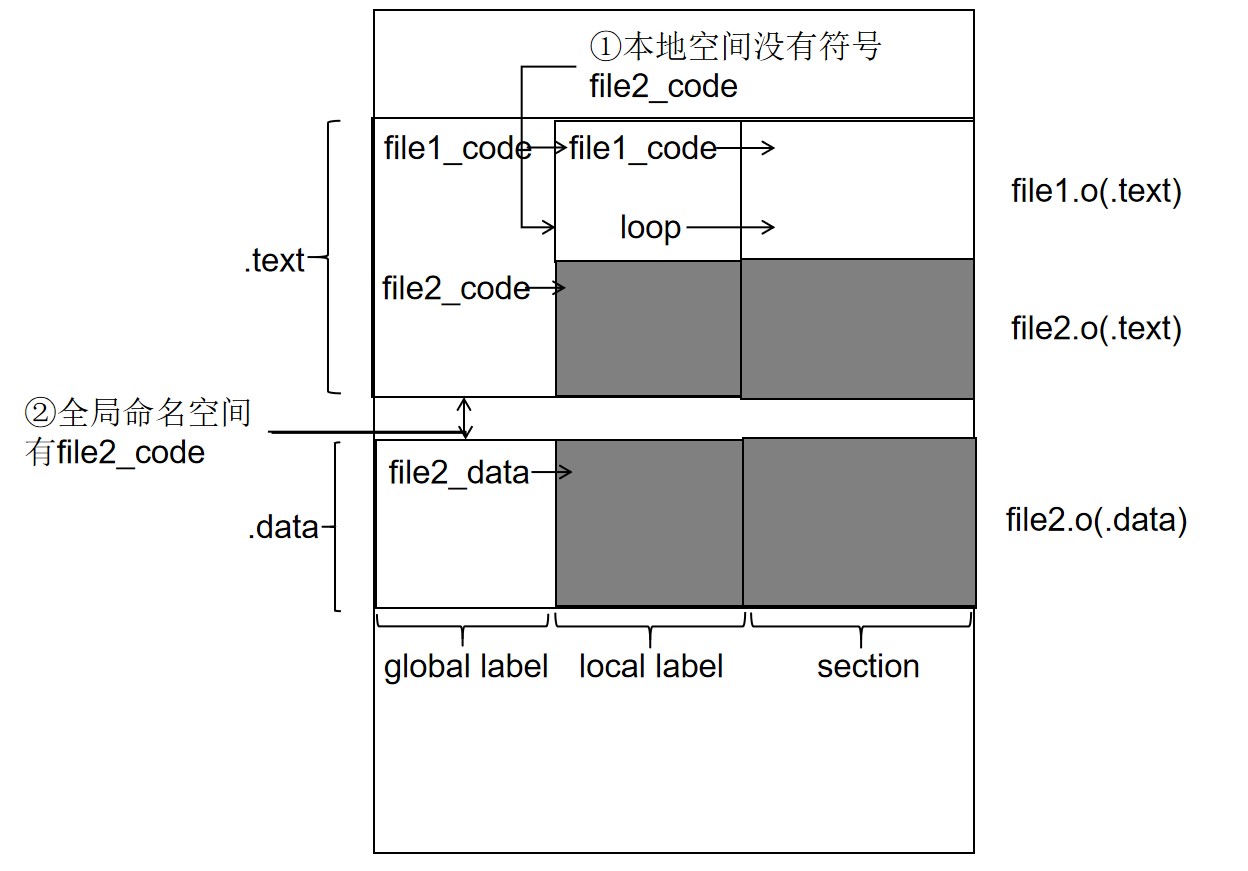 ①本地空间没有符号
file2_code
file1_code
file1_code
file1.o(.text)
loop
.text
file2_code
file2.o(.text)
②全局命名空间
有file2_code
file2_data
.data
file2.o(.data)
global label
local label
section